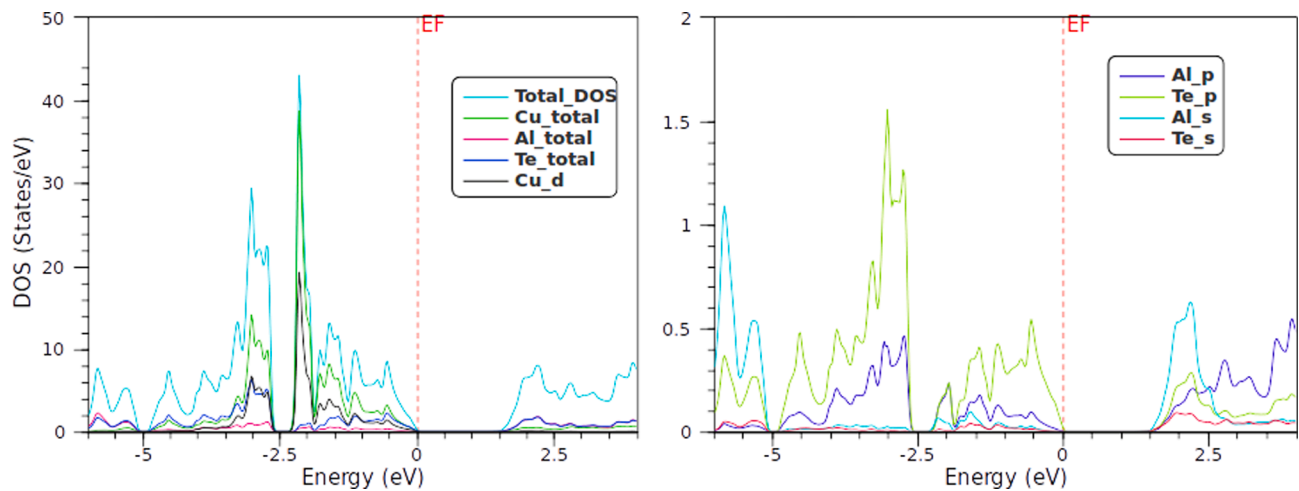 50
40
30
20
10
0
DOS (States/eV)
EF
Total_DOS
Cu_total
Al_total
Te_total
Cu_d
-5
-2.5
0
2.5
Energy (eV)
2
1.5
1
0.5
0
EF
Al_p
Te_p
Al_s
Te_s
-5
-2.5
0
2.5
Energy (eV)